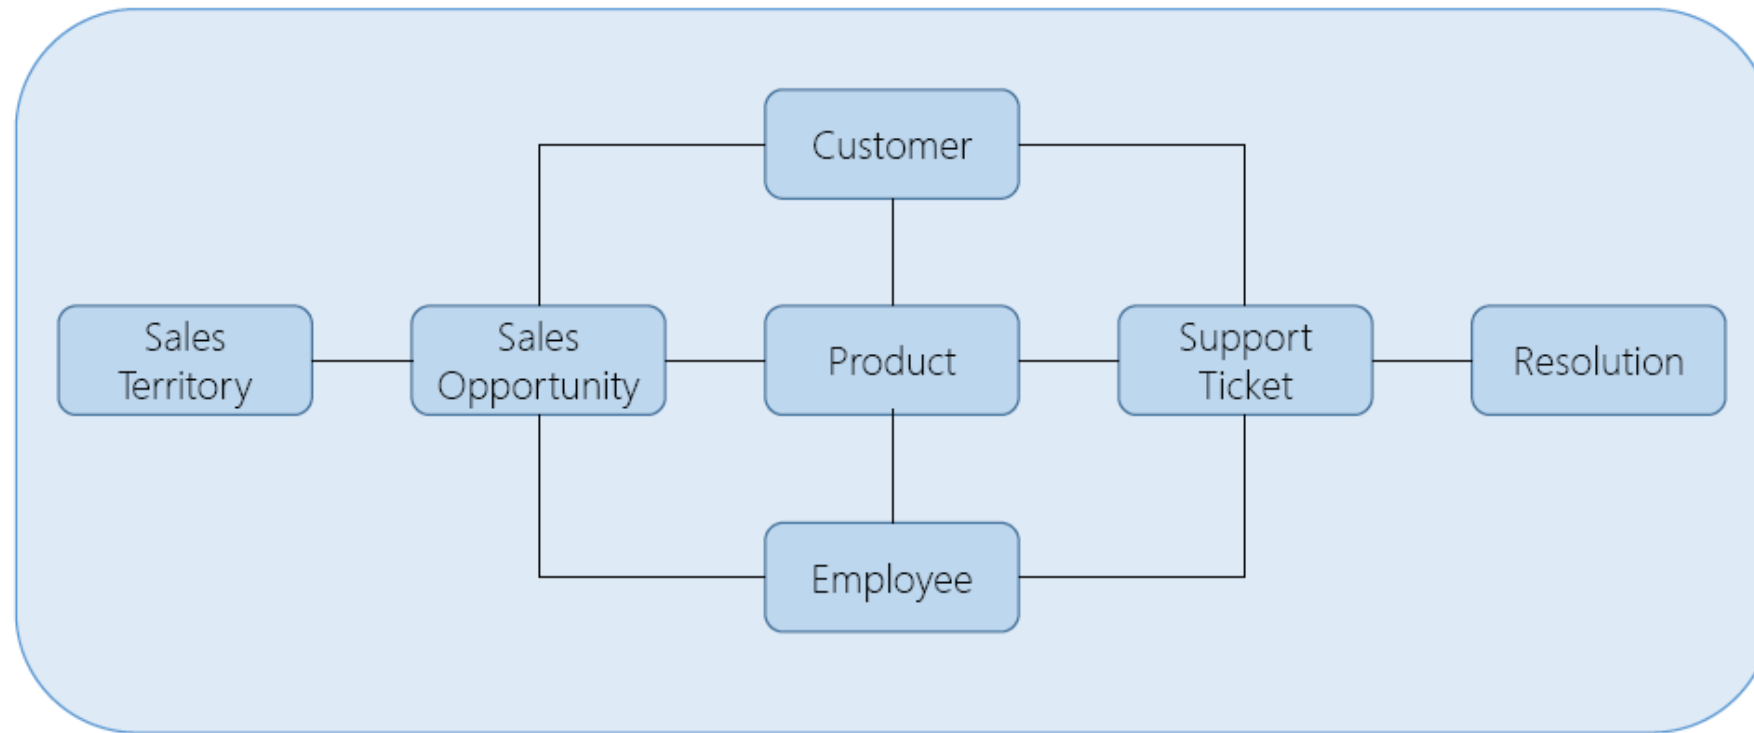 Customer
Sales
Territory
Sales
Opportunity
Product
Support
Ticket
Resolution
Employee